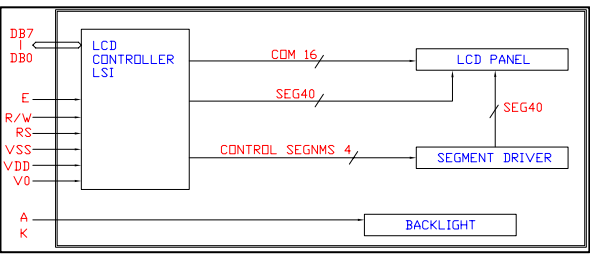 DB7
|
DB0
E
R/W
RS
VSS
VDD
V0
A
K
LCD
CONTROLLER
LSI
COM 16
SEG40
CONTROL SEGNMS 4
LCD PANEL
SEG40
SEGMENT DRIVER
BACKLIGHT